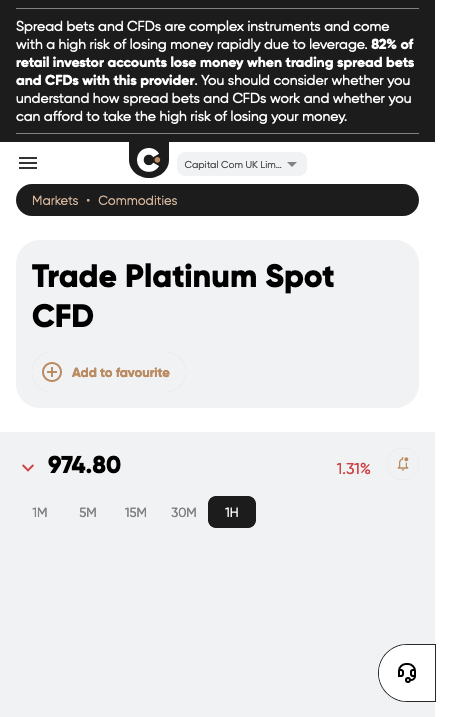 Spread bets and CFDs are complex instruments and come
with a high risk of losing money rapidly due to leverage. 82% of
retail investor accounts lose money when trading spread bets
and CFDs with this provider. You should consider whether you
understand how spread bets and CFDs work and whether you
can afford to take the high risk of losing your money.
Capital Com UK Lim...
Markets • Commodities
Trade Platinum Spot
CFD
Add to favourite
974.80
1.31%
1M 5M 15M 30M 1H